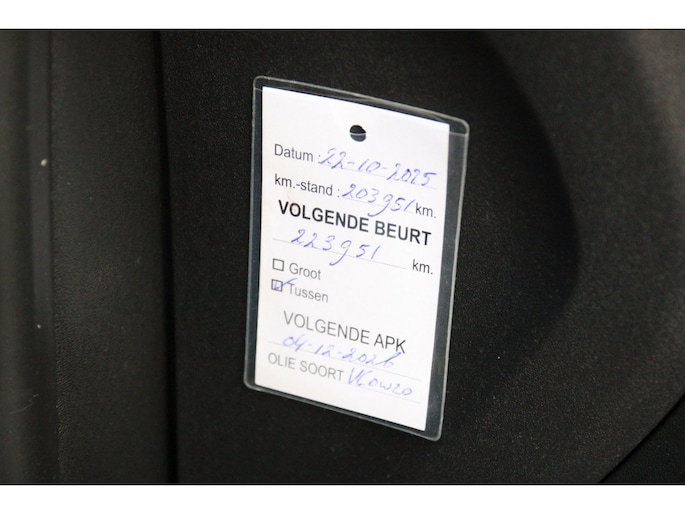 Datum : 22-10-2025
km.-stand : 203951 km.
VOLGENDE BEURT
223951 km.
Groot
Tussen
VOLGENDE APK
04-12-2026
OLIE SOORT